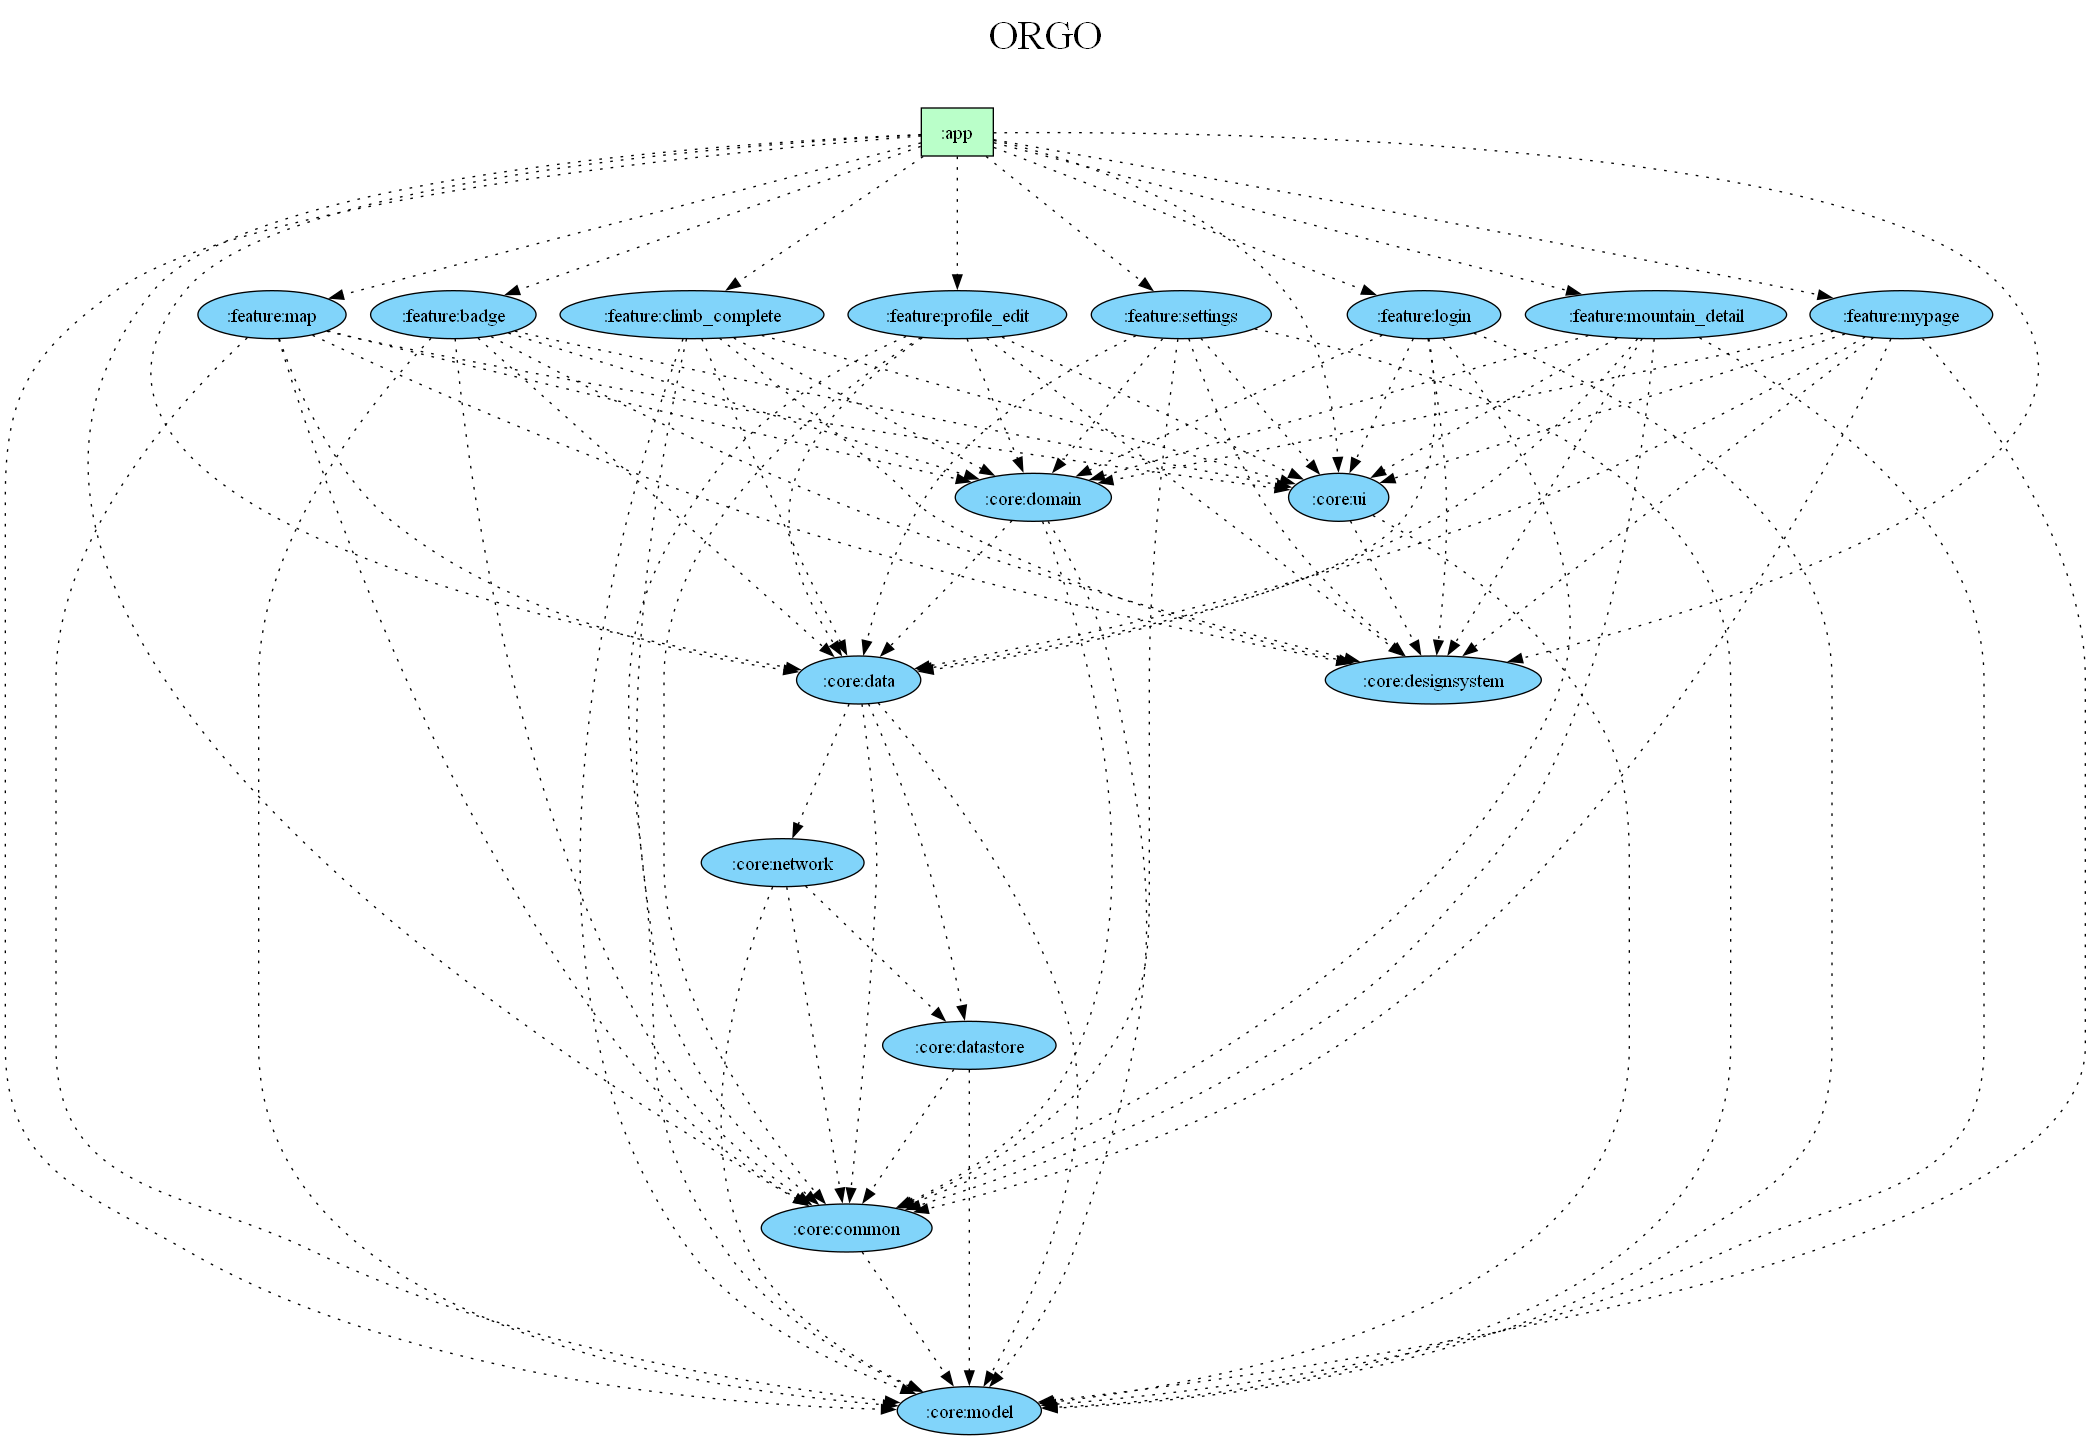 ORGO
:app
:feature:map
:feature:badge
:feature:climb_complete
:feature:profile_edit
:feature:settings
:feature:login
:feature:mountain_detail
:feature:mypage
:core:domain
:core:ui
:core:data
:core:designsystem
:core:network
:core:datastore
:core:common
:core:model